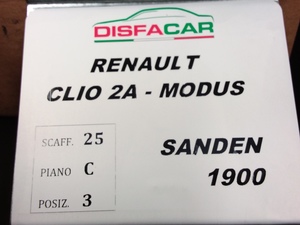 DISFACAR
RENAULT
CLIO 2A - MODUS
SCAFF. 25
PIANO C
POSIZ. 3
SANDEN
1900